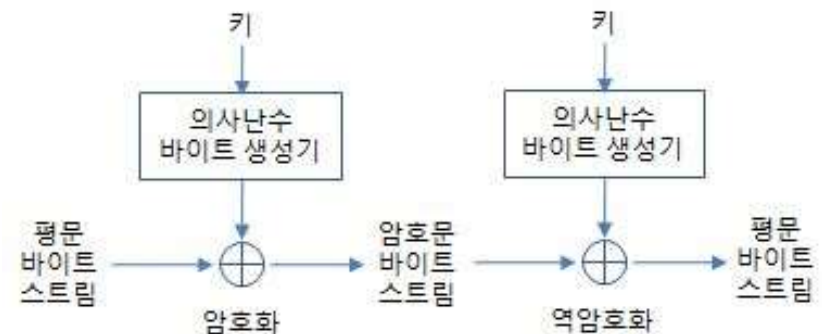 키
키
의사난수
바이트 생성기
의사난수
바이트 생성기
평문
바이트
스트림
암호문
바이트
스트림
평문
바이트
스트림
암호화
역암호화